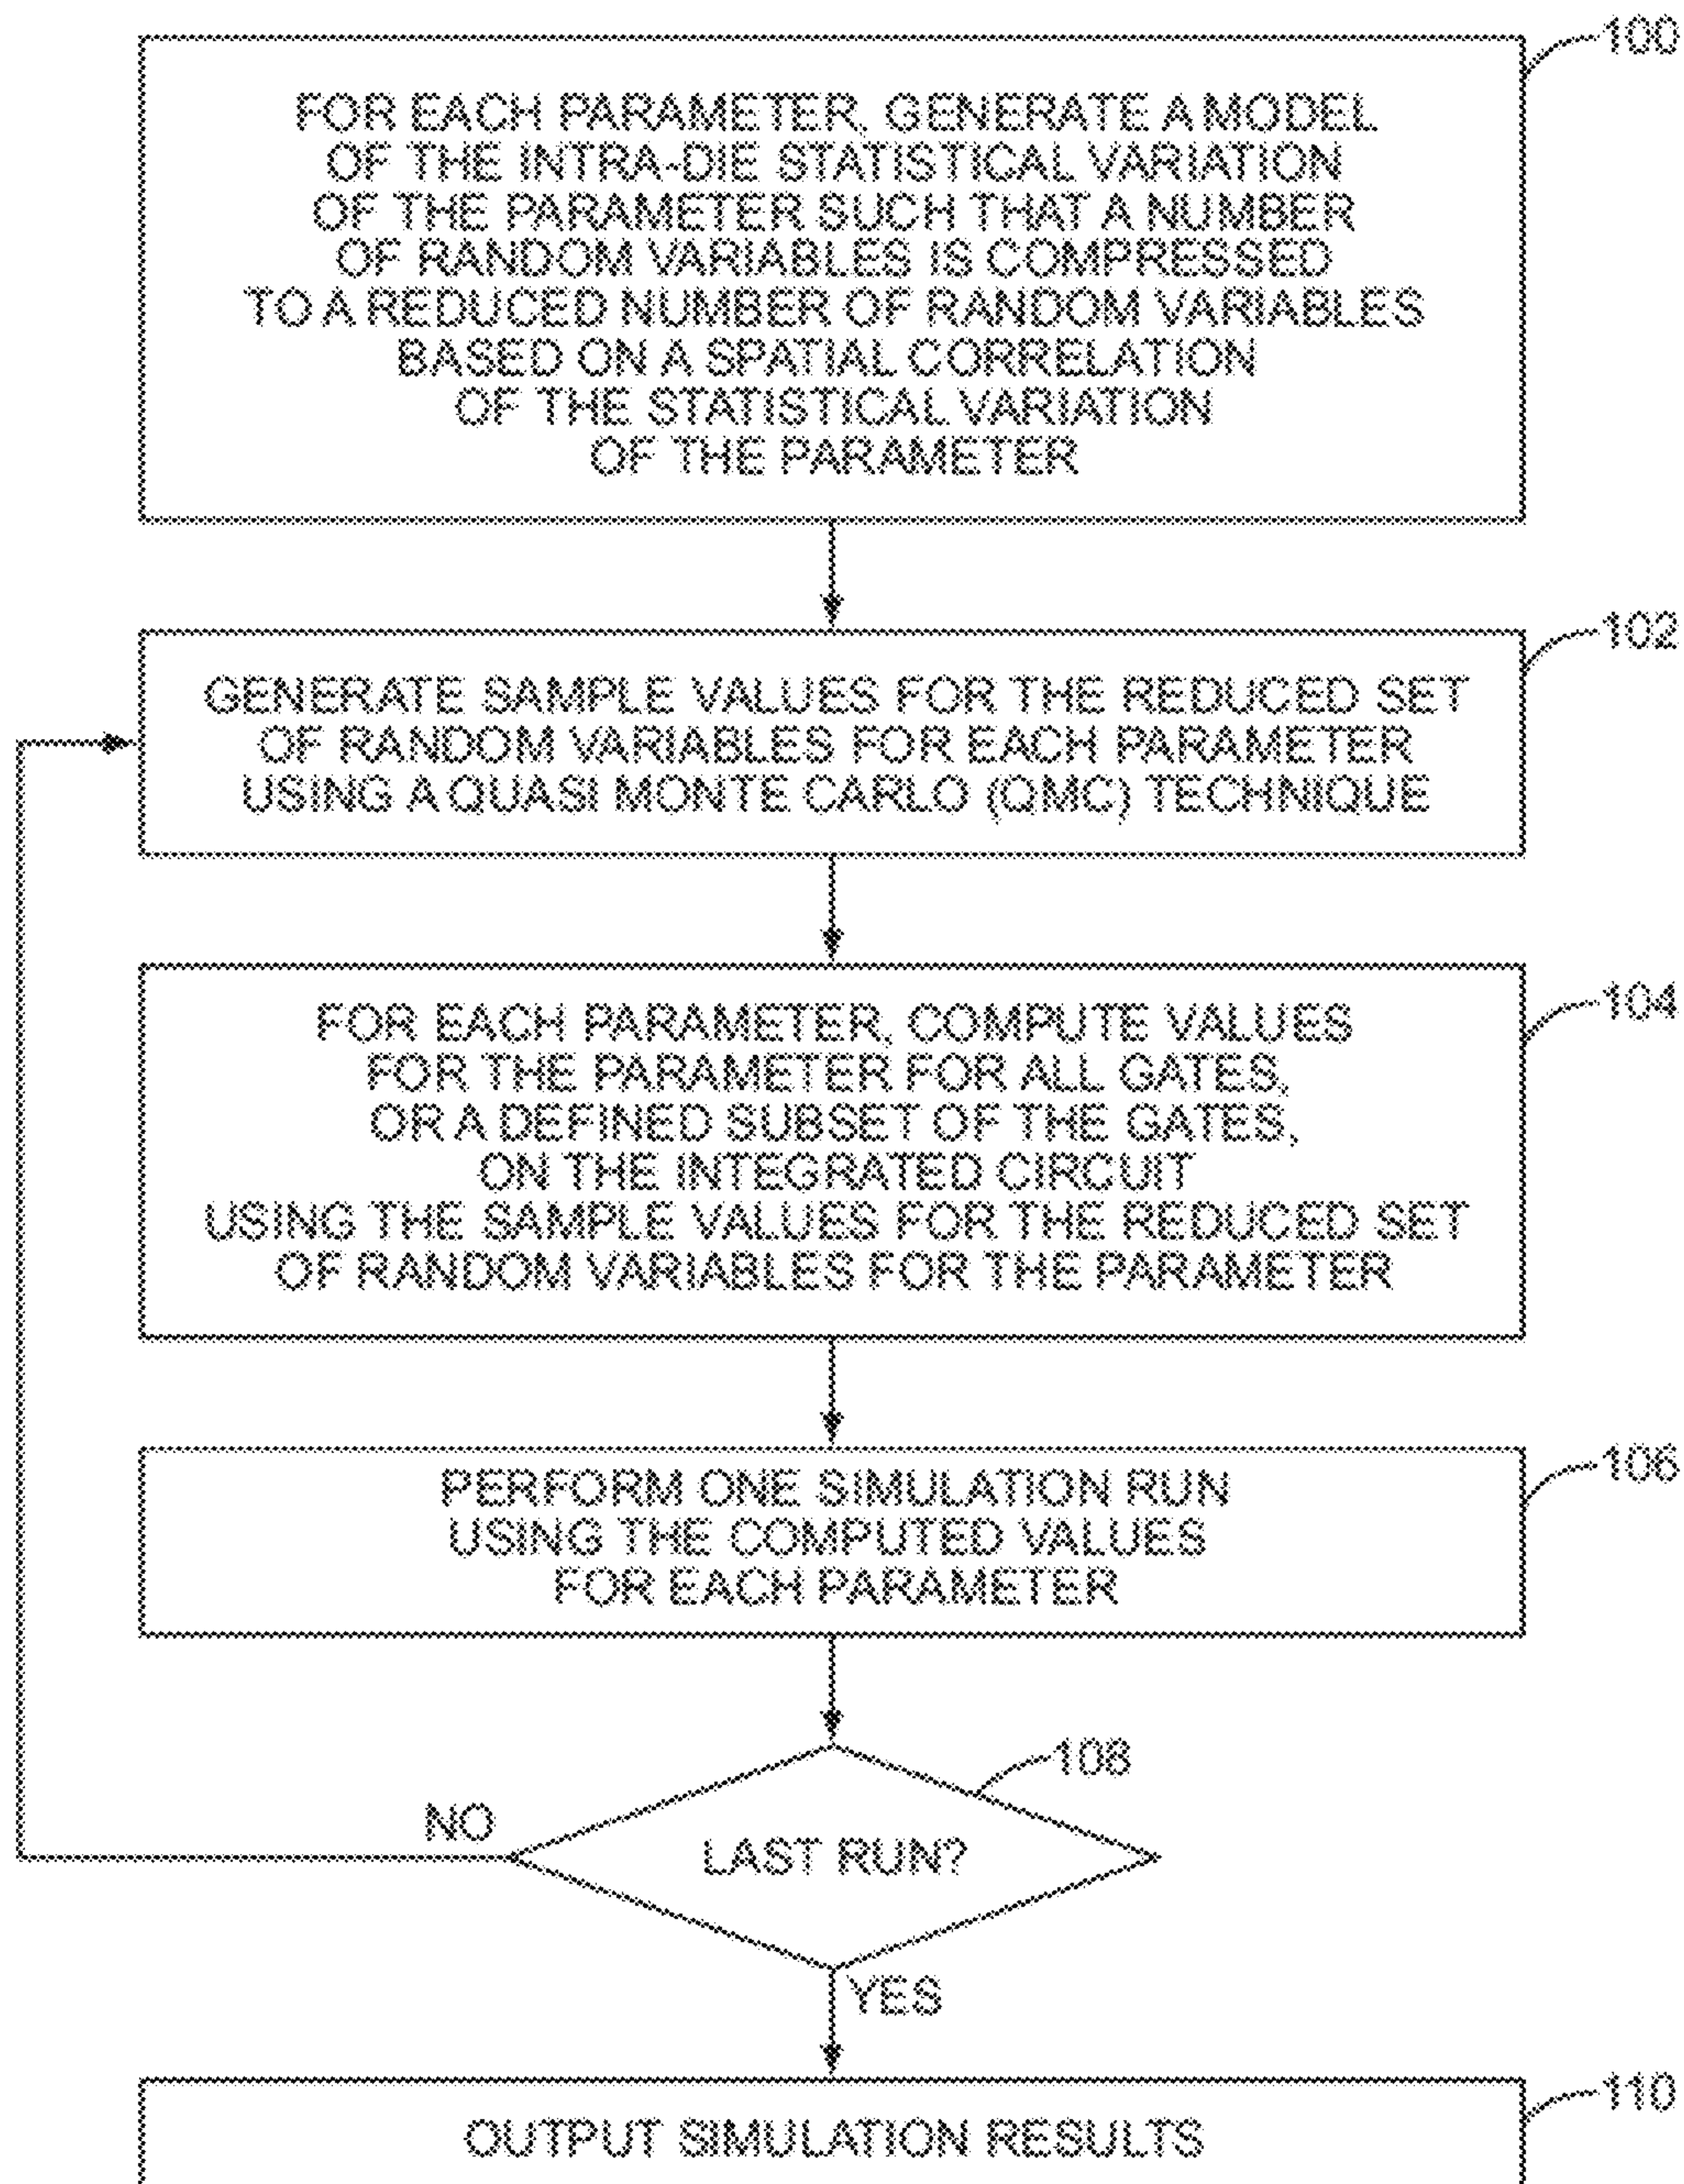 100
FOR EACH PARAMETER, GENERATE A MODEL
OF THE INTRA-DIE STATISTICAL VARIATION
OF THE PARAMETER SUCH THAT A NUMBER
OF RANDOM VARIABLES IS COMPRESSED
TO A REDUCED NUMBER OF RANDOM VARIABLES
BASED ON A SPATIAL CORRELATION
OF THE STATISTICAL VARIATION
OF THE PARAMETER
102
GENERATE SAMPLE VALUES FOR THE REDUCED SET
OF RANDOM VARIABLES FOR EACH PARAMETER
USING A QUASI MONTE CARLO (QMC) TECHNIQUE
104
FOR EACH PARAMETER, COMPUTE VALUES
FOR THE PARAMETER FOR ALL GATES,
OR A DEFINED SUBSET OF THE GATES,
ON THE INTEGRATED CIRCUIT
USING THE SAMPLE VALUES FOR THE REDUCED SET
OF RANDOM VARIABLES FOR THE PARAMETER
106
PERFORM ONE SIMULATION RUN
USING THE COMPUTED VALUES
FOR EACH PARAMETER
108
NO
LAST RUN?
YES
110
OUTPUT SIMULATION RESULTS